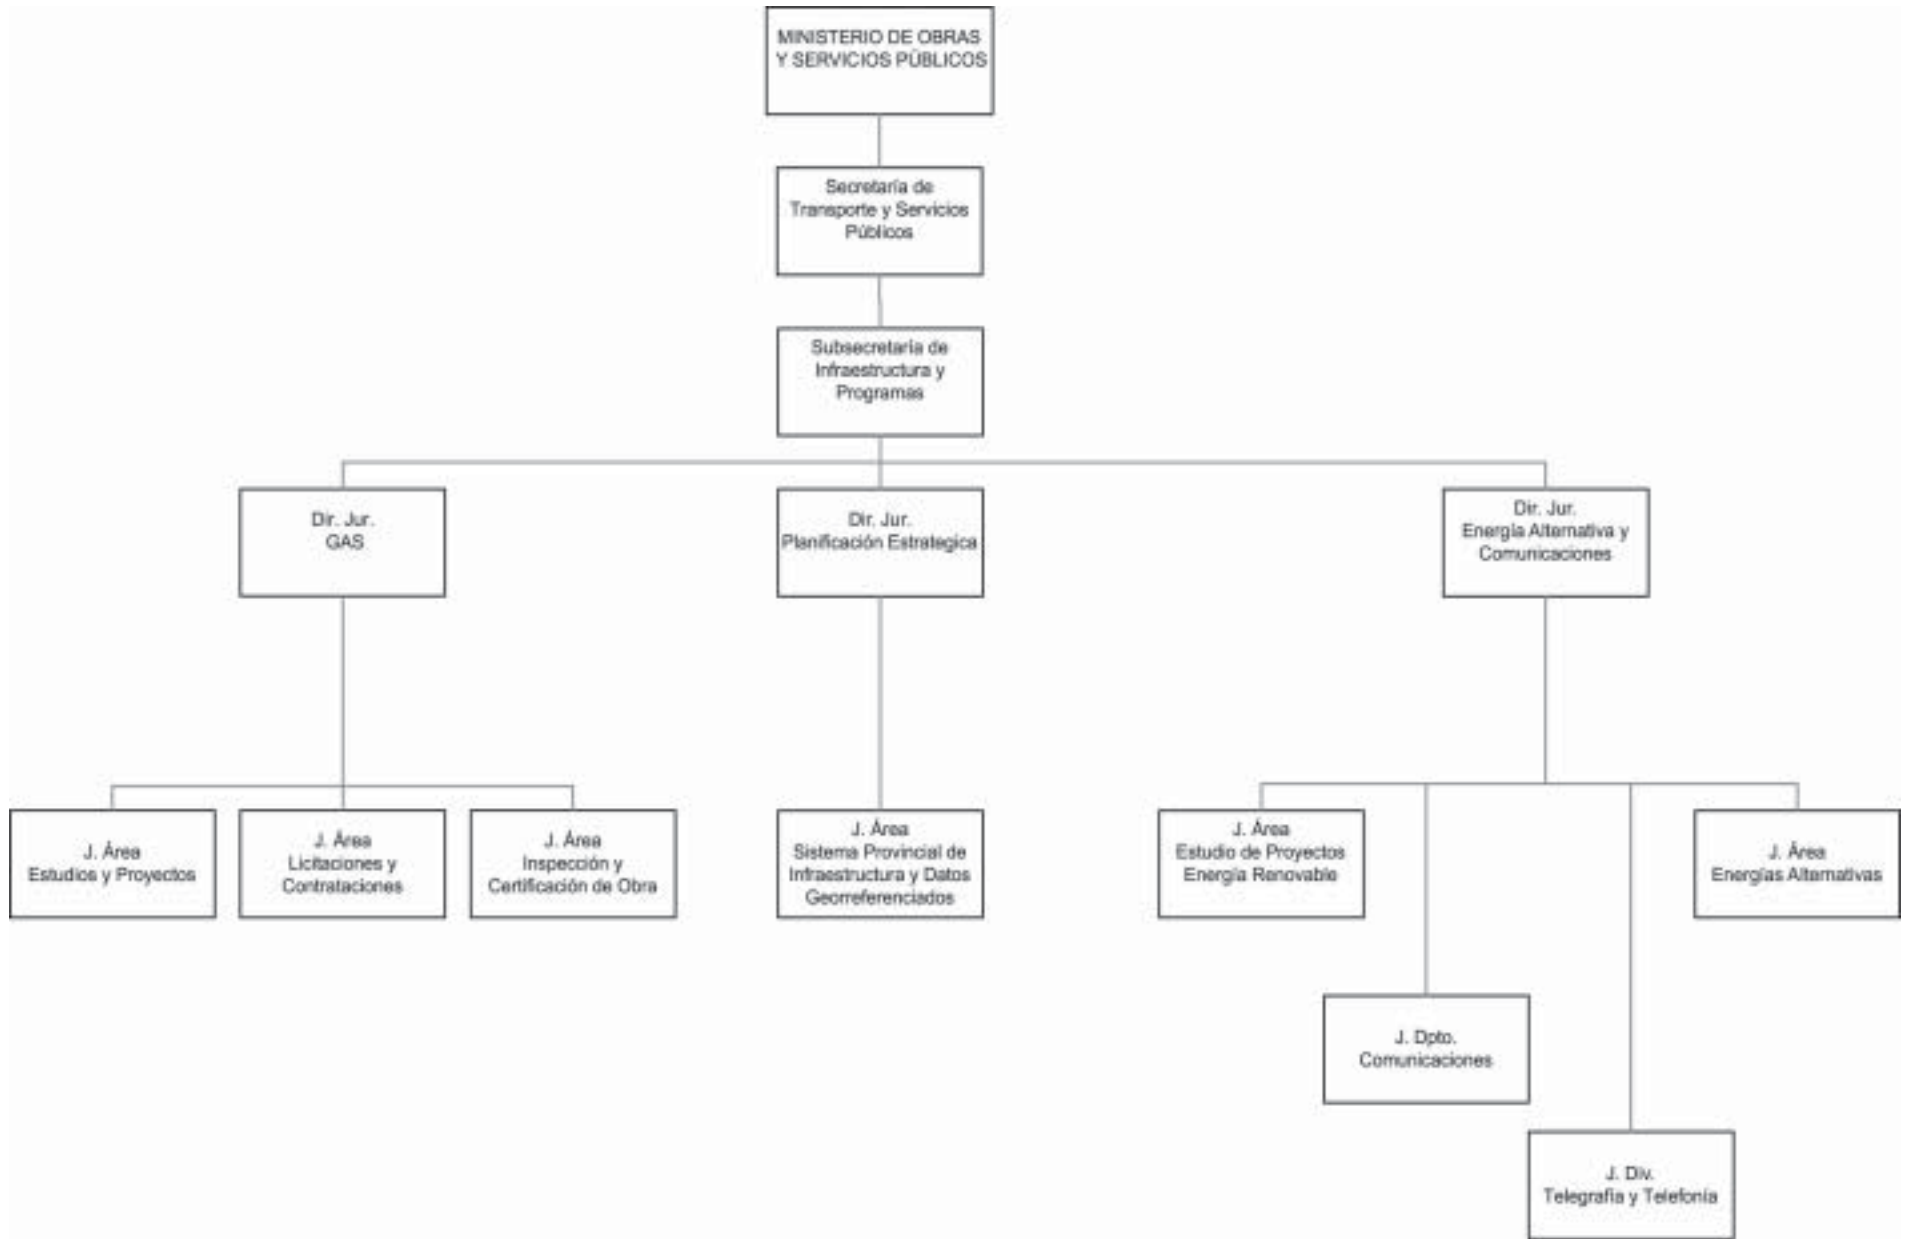 MINISTERIO DE OBRAS
Y SERVICIOS PÚBLICOS
Secretaría de
Transporte y Servicios
Públicos
Subsecretaría de
Infraestructura y
Programas
Dir. Jur.
GAS
Dir. Jur.
Planificación Estrategica
Dir. Jur.
Energía Alternativa y
Comunicaciones
J. Área
Estudios y Proyectos
J. Área
Licitaciones y
Contrataciones
J. Área
Inspección y
Certificación de Obra
J. Área
Sistema Provincial de
Infraestructura y Datos
Georreferenciados
J. Área
Estudio de Proyectos
Energía Renovable
J. Área
Energías Alternativas
J. Dpto.
Comunicaciones
J. Div.
Telegrafía y Telefonía